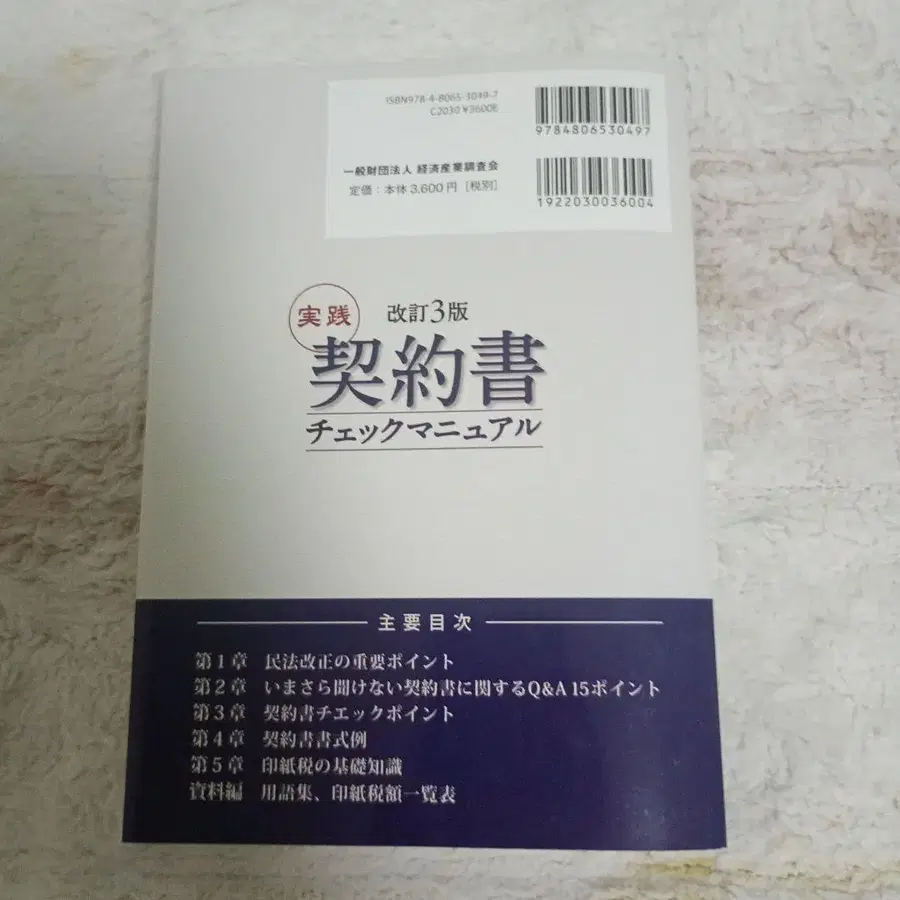 ISBN978-4-8065-3049-7
C2030 ¥3600E
9784806530497
一般財団法人 経済産業調査会
定価：本体3,600円［税別］
1922030036004
実践 改訂3版
契約書
チェックマニュアル
主要目次
第1章 民法改正の重要ポイント
第2章 いまさら聞けない契約書に関するQ&A 15ポイント
第3章 契約書チエックポイント
第4章 契約書書式例
第5章 印紙税の基礎知識
資料編 用語集、印紙税額一覧表